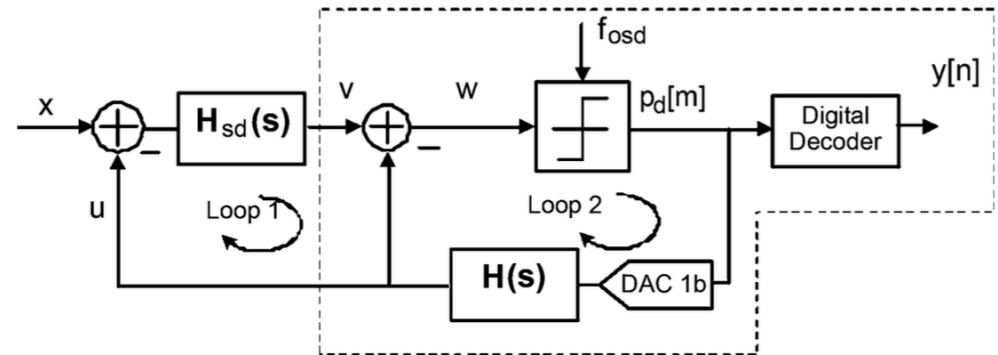 f_osd
x
H_sd(s)
v
w
p_d[m]
y[n]
Digital
Decoder
u
Loop 1
Loop 2
H(s)
DAC 1b